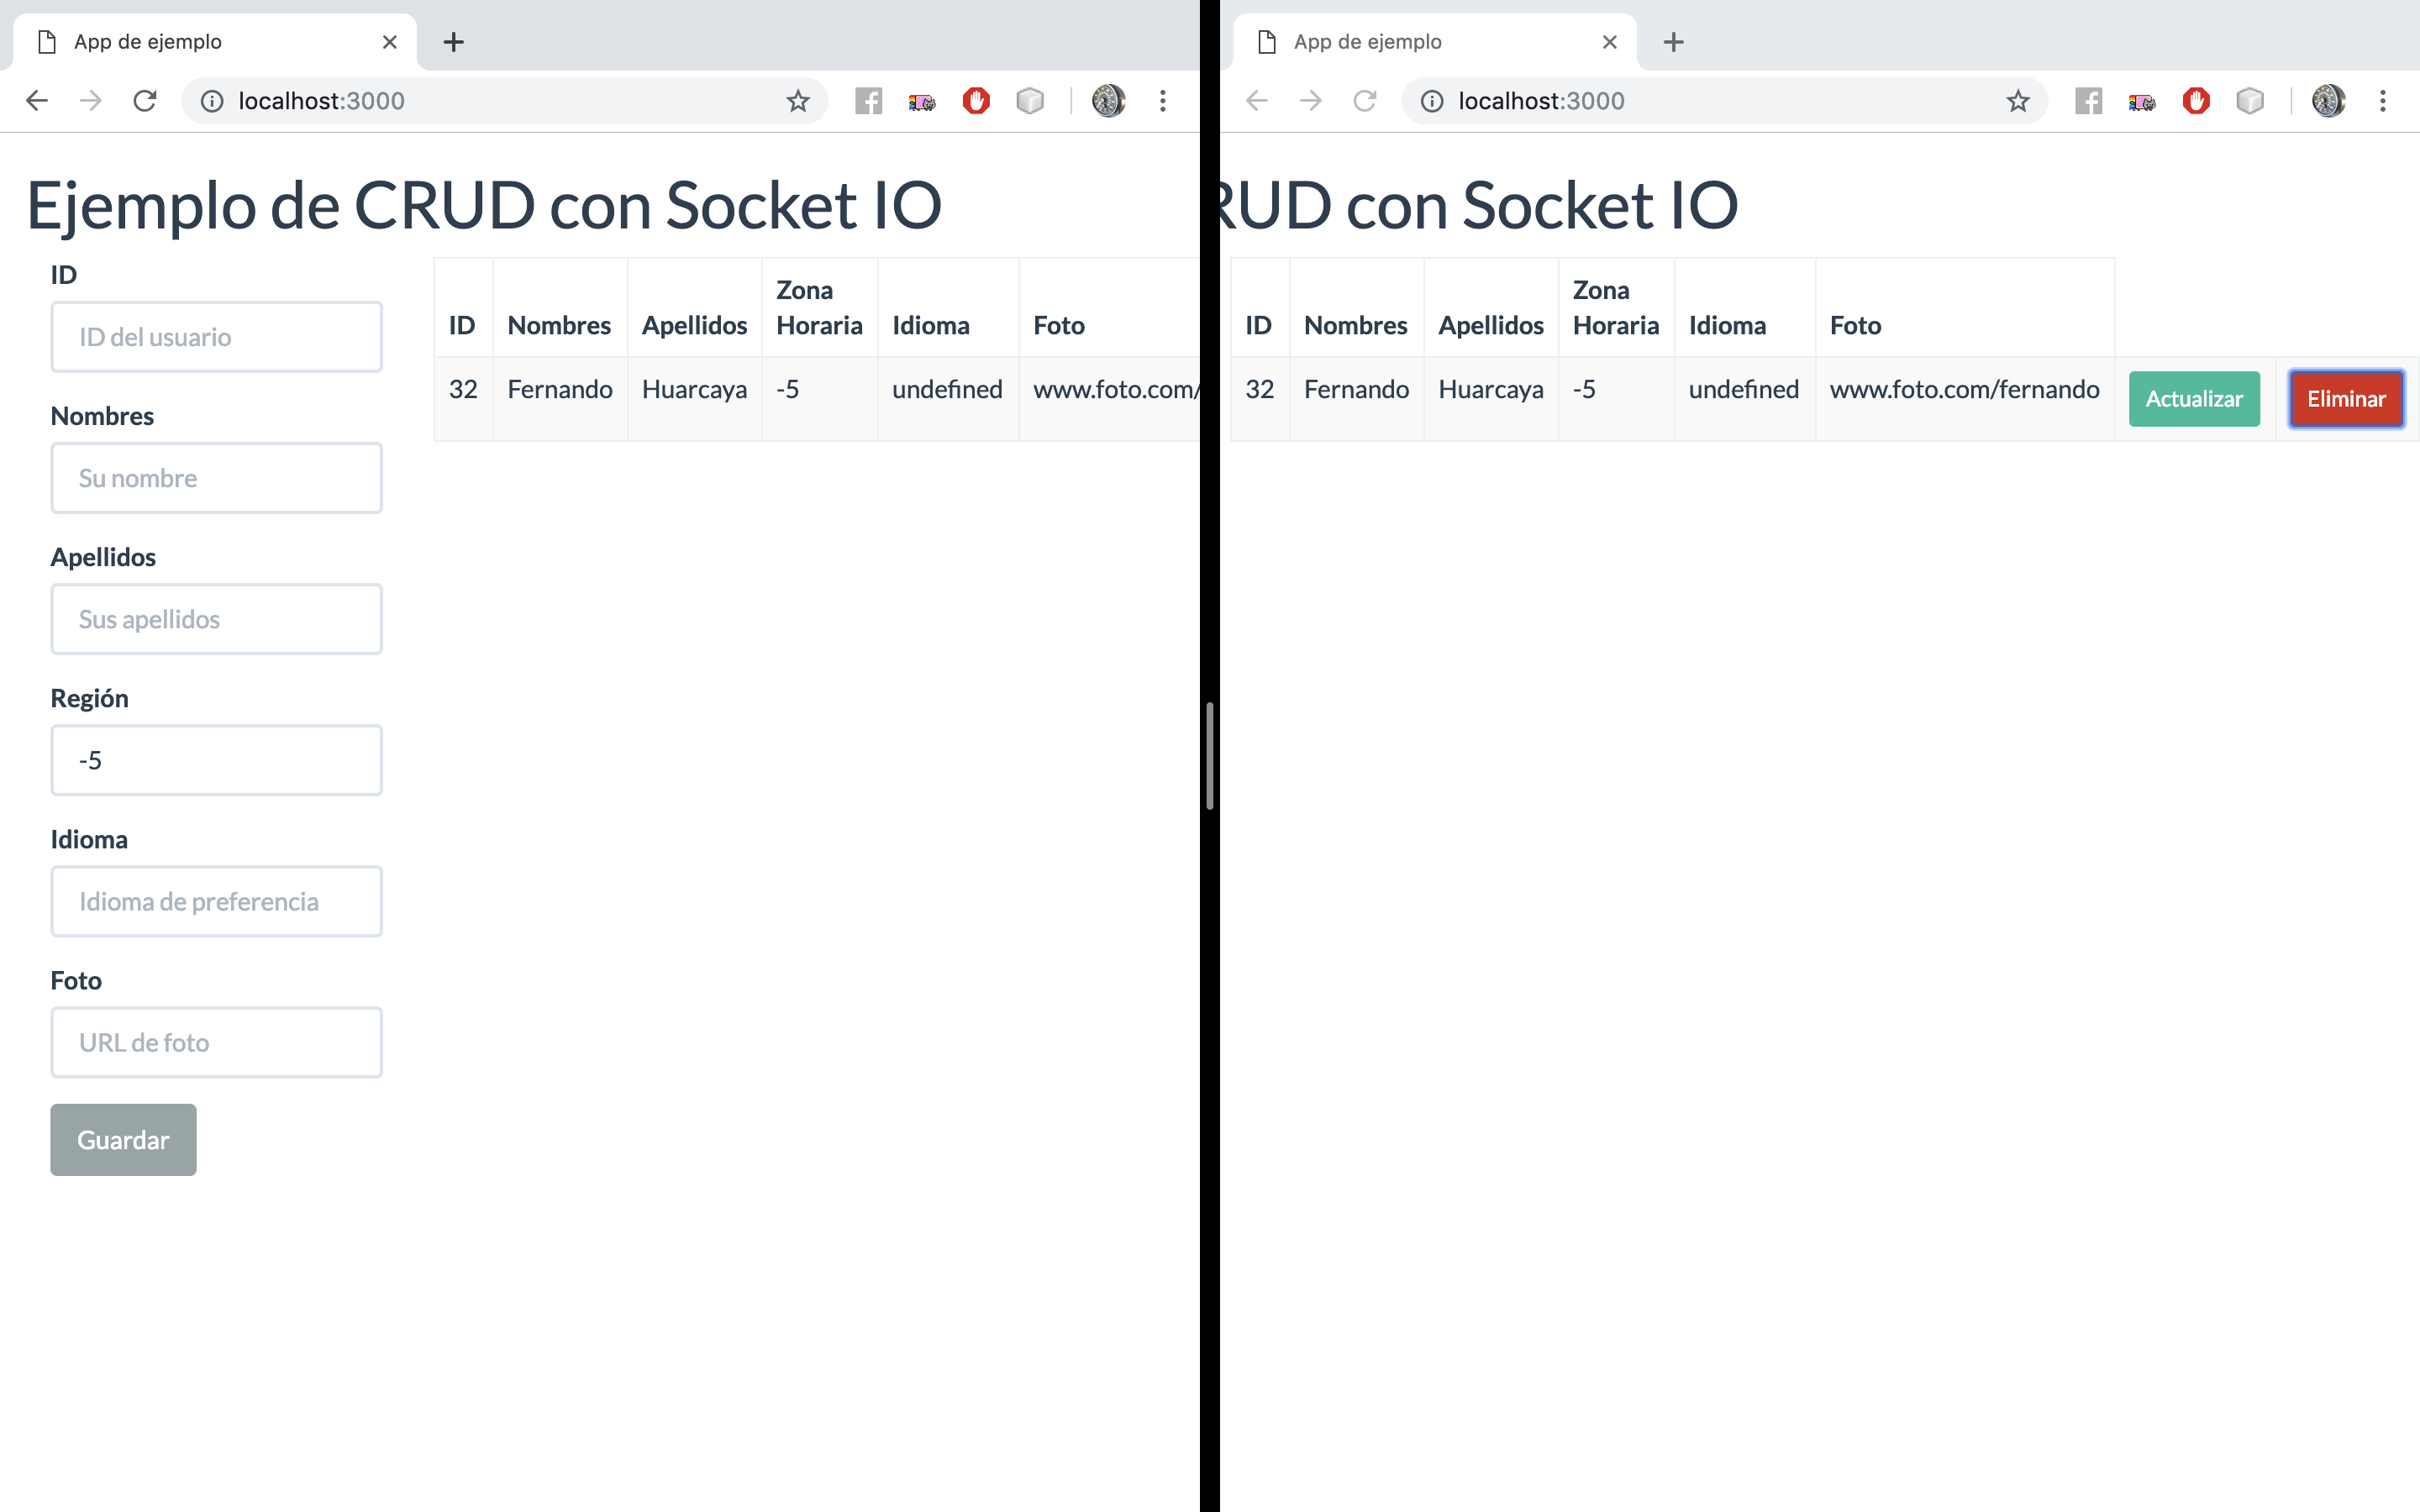 App de ejemplo
localhost:3000
Ejemplo de CRUD con Socket IO
ID
ID del usuario
Nombres
Su nombre
Apellidos
Sus apellidos
Región
-5
Idioma
Idioma de preferencia
Foto
URL de foto
Guardar
ID Nombres Apellidos Zona Horaria Idioma Foto
32 Fernando Huarcaya -5 undefined www.foto.com/
App de ejemplo
localhost:3000
RUD con Socket IO
ID Nombres Apellidos Zona Horaria Idioma Foto
32 Fernando Huarcaya -5 undefined www.foto.com/fernando Actualizar Eliminar